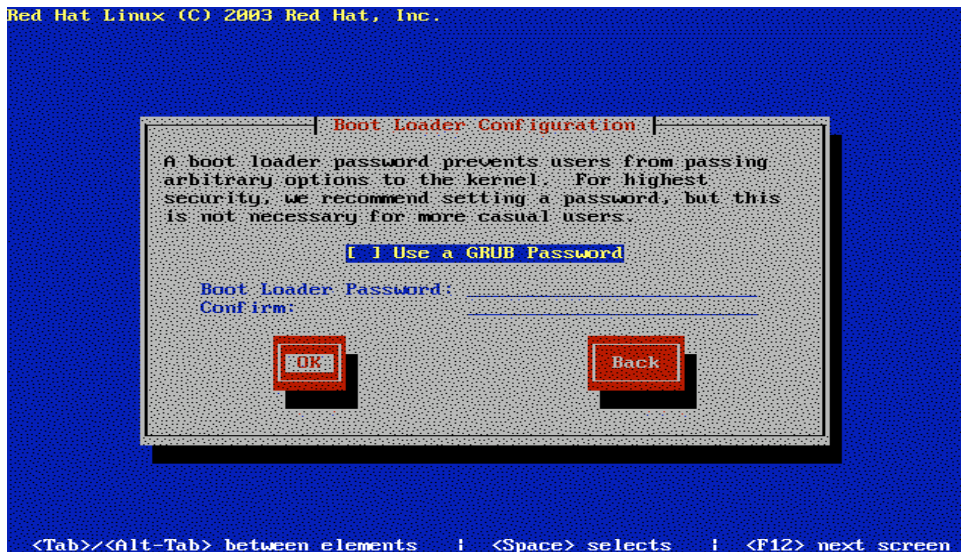 Red Hat Linux (C) 2003 Red Hat, Inc.
Boot Loader Configuration
A boot loader password prevents users from passing
arbitrary options to the kernel.  For highest
security, we recommend setting a password, but this
is not necessary for more casual users.
[ ] Use a GRUB Password
Boot Loader Password:
Confirm:
OK Back
<Tab>/<Alt-Tab> between elements | <Space> selects | <F12> next screen